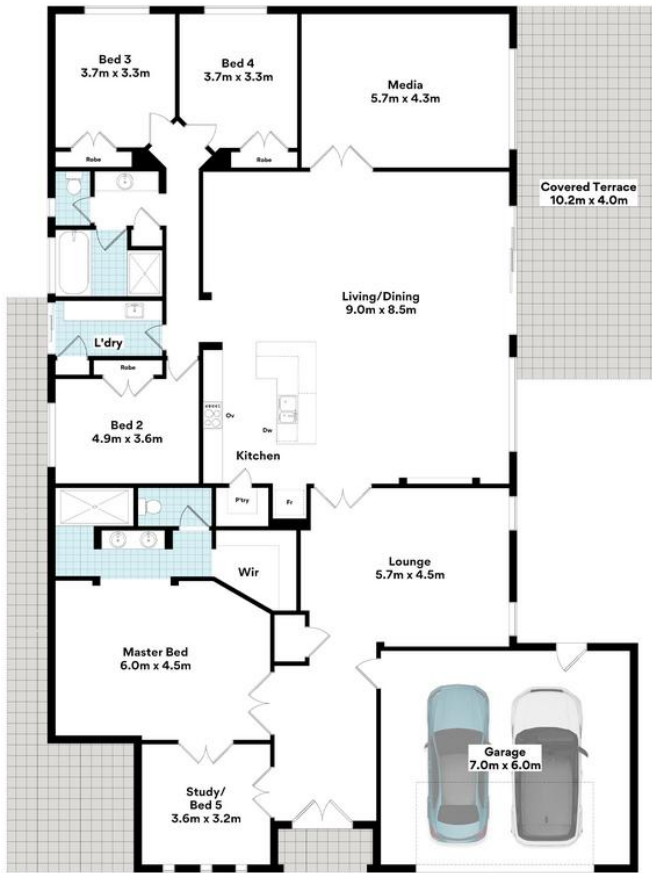 Bed 3
3.7m x 3.3m
Bed 4
3.7m x 3.3m
Media
5.7m x 4.3m
Robe
Robe
Covered Terrace
10.2m x 4.0m
Living/Dining
9.0m x 8.5m
L'dry
Robe
Bed 2
4.9m x 3.6m
Ov
Dw
Kitchen
P'try
Fr
Lounge
5.7m x 4.5m
Wir
Master Bed
6.0m x 4.5m
Garage
7.0m x 6.0m
Study/
Bed 5
3.6m x 3.2m